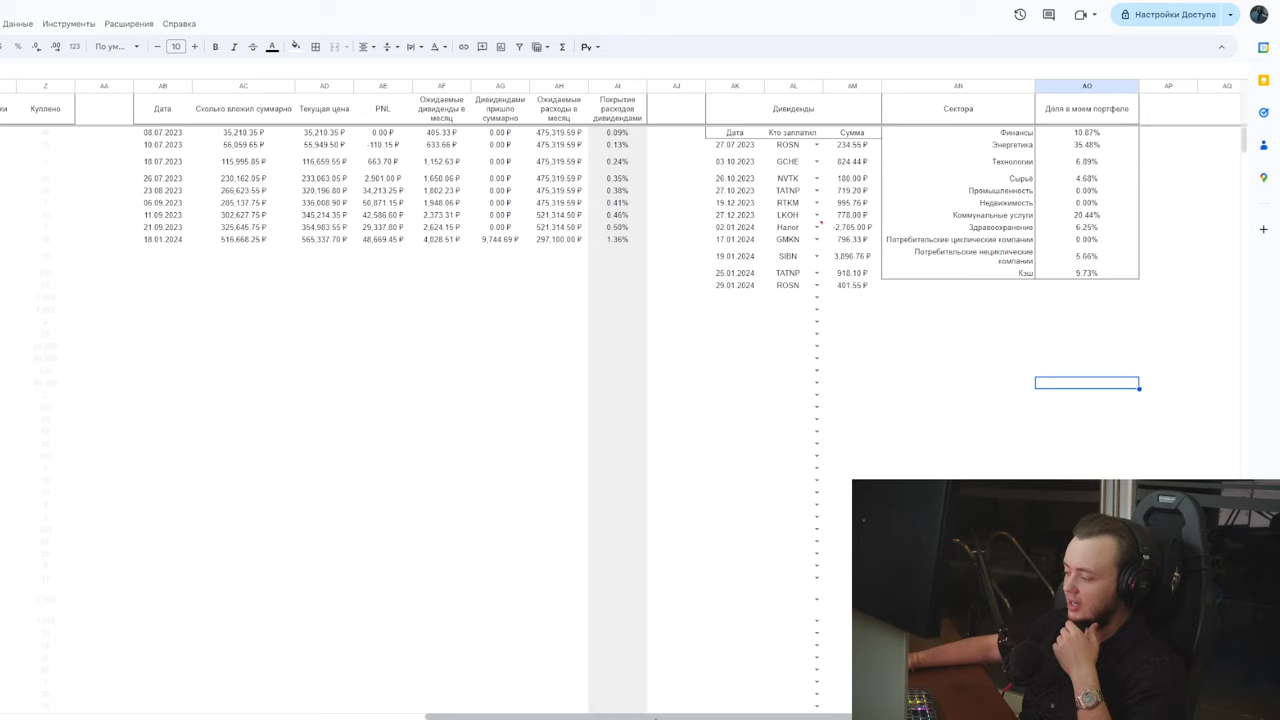 Данные Инструменты Расширения Справка
Настройки Доступа
% .0 .00 123 По ум... − 10 + B I A Σ Pv
Z AA AB AC AD AE AF AG AH AI AJ AK AL AM AN AO AP AQ
Куплено Дата Сколько вложил суммарно Текущая цена PNL Ожидаемые дивиденды в месяц Дивидендами пришло суммарно Ожидаемые расходы в месяц Покрытие расходов дивидендами Дивиденды Сектора Доля в моем портфеле
08.07.2023 35,210.35 ₽ 35,210.35 ₽ 0.00 ₽ 405.33 ₽ 0.00 ₽ 475,319.59 ₽ 0.09% Дата Кто заплатил Сумма Финансы 10.87%
10.07.2023 56,059.65 ₽ 55,949.50 ₽ -110.15 ₽ 633.66 ₽ 0.00 ₽ 475,319.59 ₽ 0.13% 27.07.2023 ROSN 234.55 ₽ Энергетика 35.48%
18.07.2023 115,995.85 ₽ 116,659.55 ₽ 663.70 ₽ 1,152.63 ₽ 0.00 ₽ 475,319.59 ₽ 0.24% 03.10.2023 GCHE 824.44 ₽ Технологии 6.89%
26.07.2023 230,162.05 ₽ 233,063.05 ₽ 2,901.00 ₽ 1,650.06 ₽ 0.00 ₽ 475,319.59 ₽ 0.35% 26.10.2023 NVTK 180.00 ₽ Сырьё 4.68%
23.08.2023 266,623.55 ₽ 320,196.80 ₽ 34,213.25 ₽ 1,802.23 ₽ 0.00 ₽ 475,319.59 ₽ 0.38% 27.10.2023 TATNP 719.20 ₽ Промышленность 0.00%
06.09.2023 285,137.75 ₽ 336,008.90 ₽ 50,871.15 ₽ 1,948.06 ₽ 0.00 ₽ 475,319.59 ₽ 0.41% 19.12.2023 RTKM 995.76 ₽ Недвижимость 0.00%
11.09.2023 302,627.75 ₽ 345,214.35 ₽ 42,586.60 ₽ 2,373.31 ₽ 0.00 ₽ 521,314.50 ₽ 0.46% 27.12.2023 LKOH 778.00 ₽ Коммунальные услуги 20.44%
21.09.2023 325,645.75 ₽ 354,983.55 ₽ 29,337.80 ₽ 2,624.15 ₽ 0.00 ₽ 521,314.50 ₽ 0.50% 02.01.2024 Налог -2,705.00 ₽ Здравоохранение 6.25%
18.01.2024 516,668.25 ₽ 565,337.70 ₽ 48,669.45 ₽ 4,028.51 ₽ 9,744.69 ₽ 297,100.00 ₽ 1.36% 17.01.2024 GMKN 796.33 ₽ Потребительские циклические компании 0.00%
19.01.2024 SIBN 3,896.76 ₽ Потребительские нециклические компании 5.66%
25.01.2024 TATNP 918.10 ₽ Кэш 9.73%
29.01.2024 ROSN 401.55 ₽